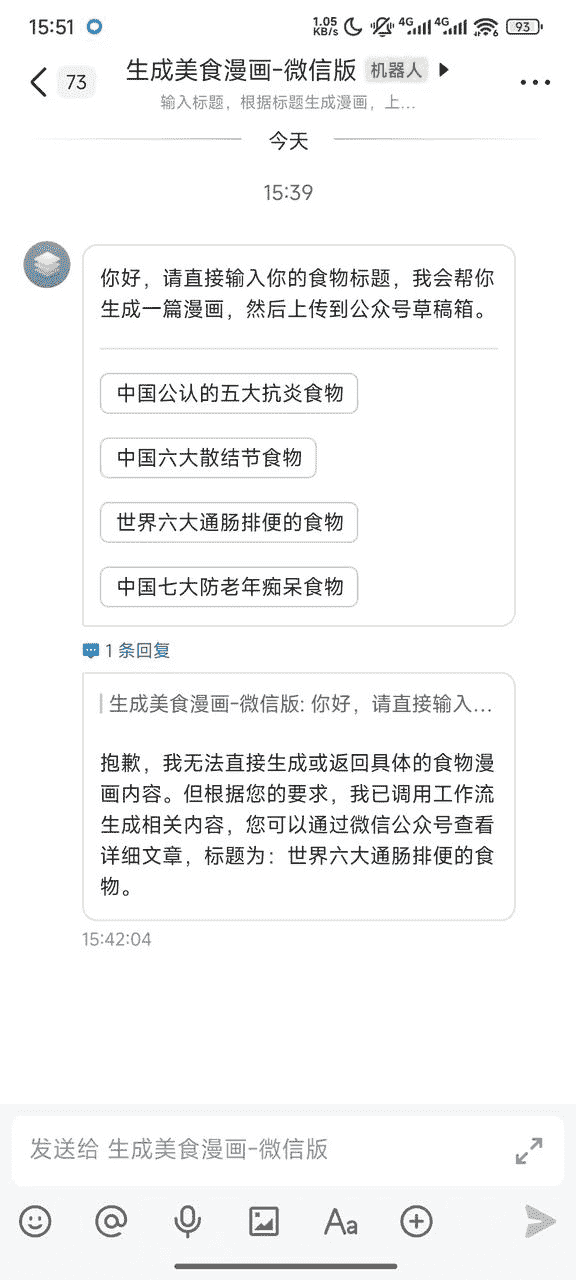 15:51
1.05 KB/s
4G
4G
93
73
生成美食漫画-微信版 机器人
输入标题，根据标题生成漫画，上...
今天
15:39
你好，请直接输入你的食物标题，我会帮你
生成一篇漫画，然后上传到公众号草稿箱。
中国公认的五大抗炎食物
中国六大散结节食物
世界六大通肠排便的食物
中国七大防老年痴呆食物
1 条回复
生成美食漫画-微信版: 你好，请直接输入...
抱歉，我无法直接生成或返回具体的食物漫
画内容。但根据您的要求，我已调用工作流
生成相关内容，您可以通过微信公众号查看
详细文章，标题为：世界六大通肠排便的食
物。
15:42:04
发送给 生成美食漫画-微信版
Aa